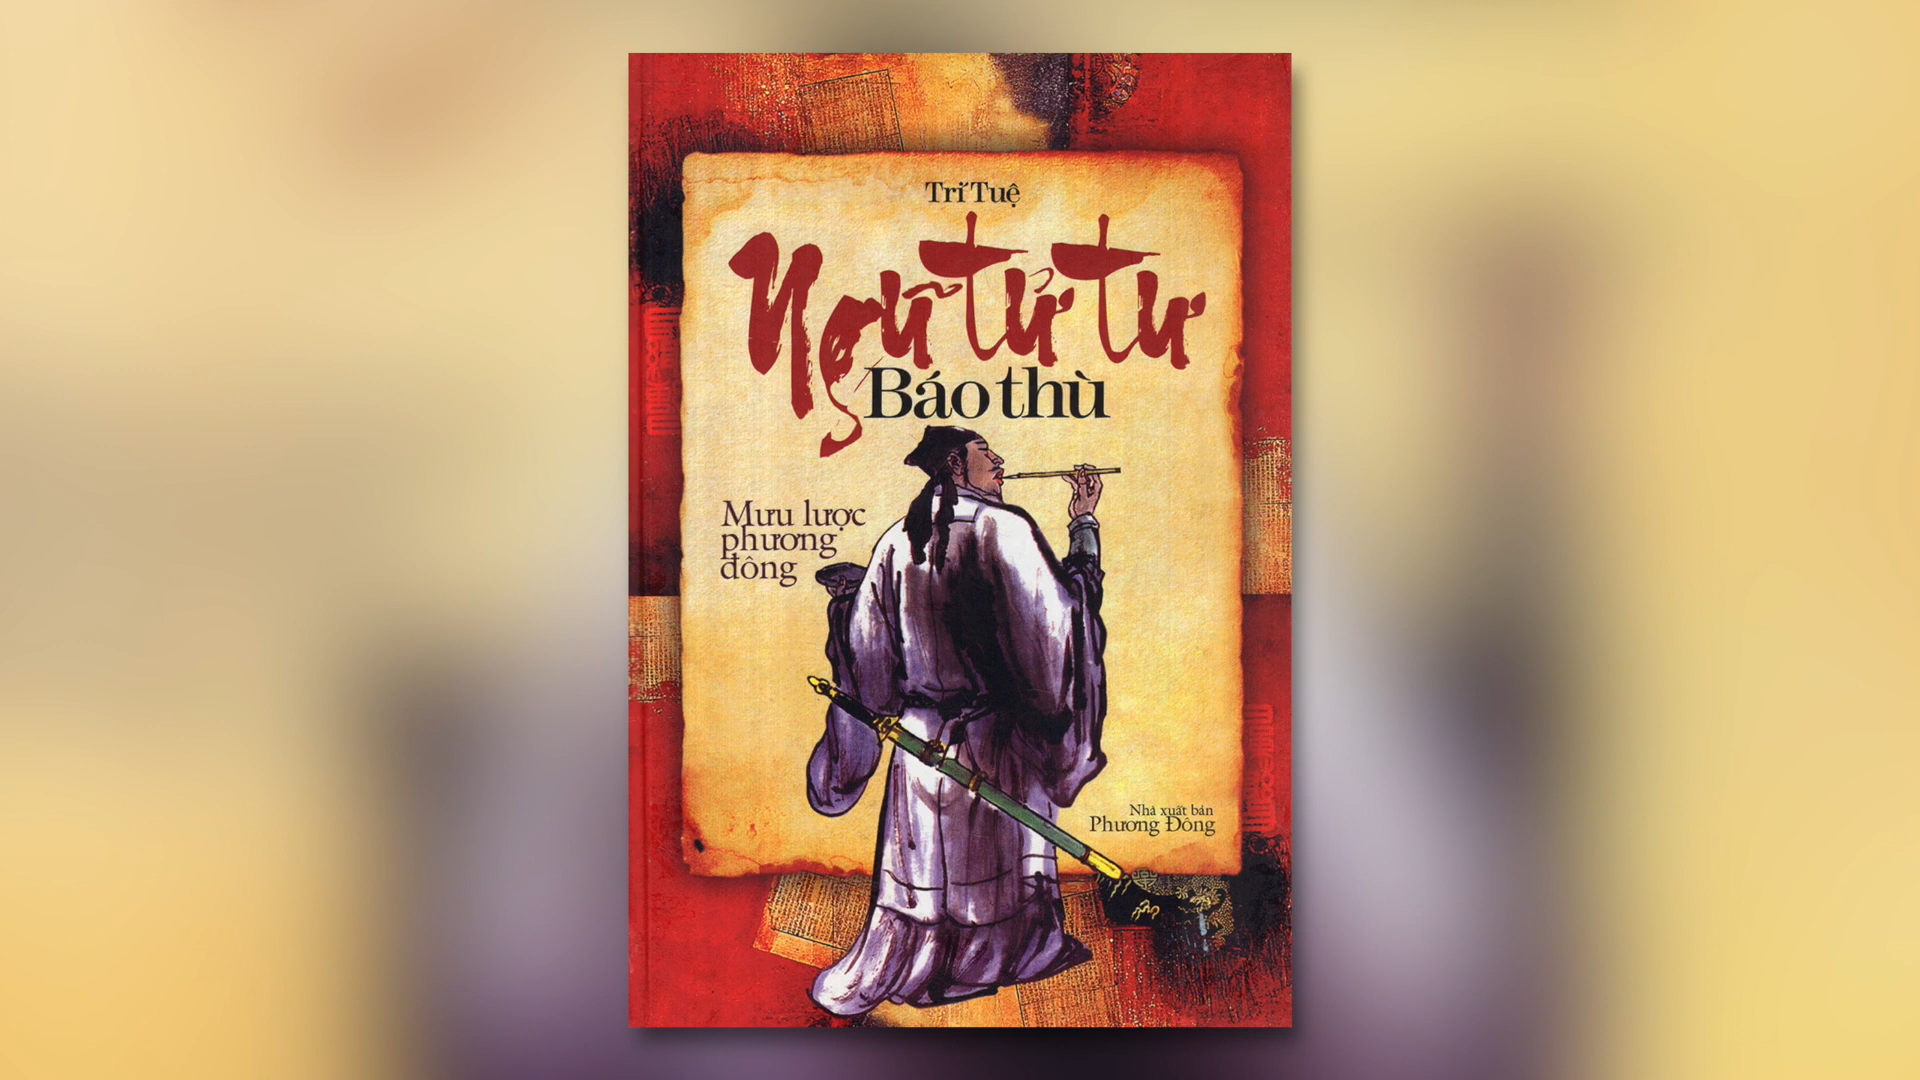 Trí Tuệ
Ngũ tử tư
Báo thù
Mưu lược
phương
đông
Nhà xuất bản
Phương Đông